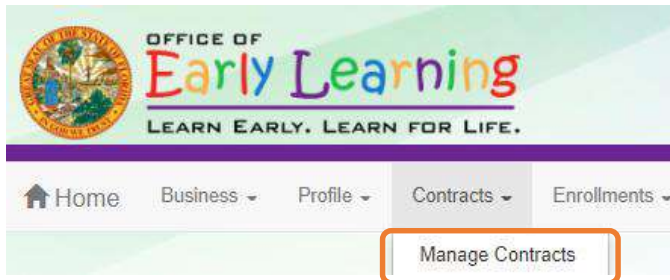 OFFICE OF
Early Learning
LEARN EARLY. LEARN FOR LIFE.
Home Business Profile Contracts Enrollments
Manage Contracts